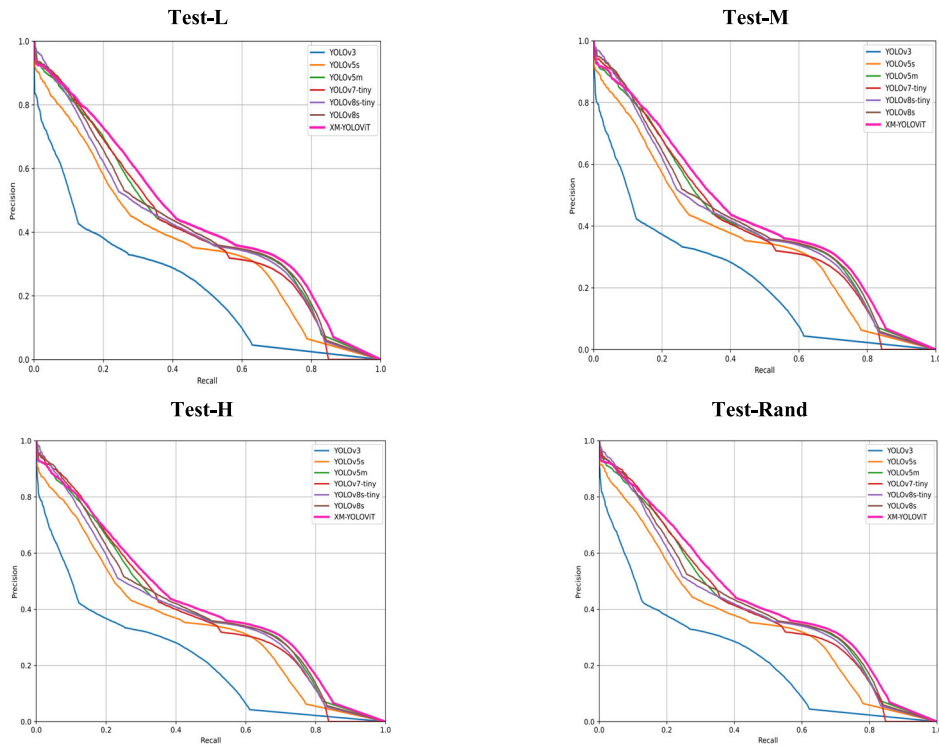 Test-L
1.0
0.8
0.6
0.4
0.2
0.0
Precision
0.0 0.2 0.4 0.6 0.8 1.0
Recall
YOLOv3
YOLOv5s
YOLOv5m
YOLOv7-tiny
YOLOv8s-tiny
YOLOv8s
XM-YOLOViT
Test-M
1.0
0.8
0.6
0.4
0.2
0.0
Precision
0.0 0.2 0.4 0.6 0.8 1.0
Recall
YOLOv3
YOLOv5s
YOLOv5m
YOLOv7-tiny
YOLOv8s-tiny
YOLOv8s
XM-YOLOViT
Test-H
1.0
0.8
0.6
0.4
0.2
0.0
Precision
0.0 0.2 0.4 0.6 0.8 1.0
Recall
YOLOv3
YOLOv5s
YOLOv5m
YOLOv7-tiny
YOLOv8s-tiny
YOLOv8s
XM-YOLOViT
Test-Rand
1.0
0.8
0.6
0.4
0.2
0.0
Precision
0.0 0.2 0.4 0.6 0.8 1.0
Recall
YOLOv3
YOLOv5s
YOLOv5m
YOLOv7-tiny
YOLOv8s-tiny
YOLOv8s
XM-YOLOViT